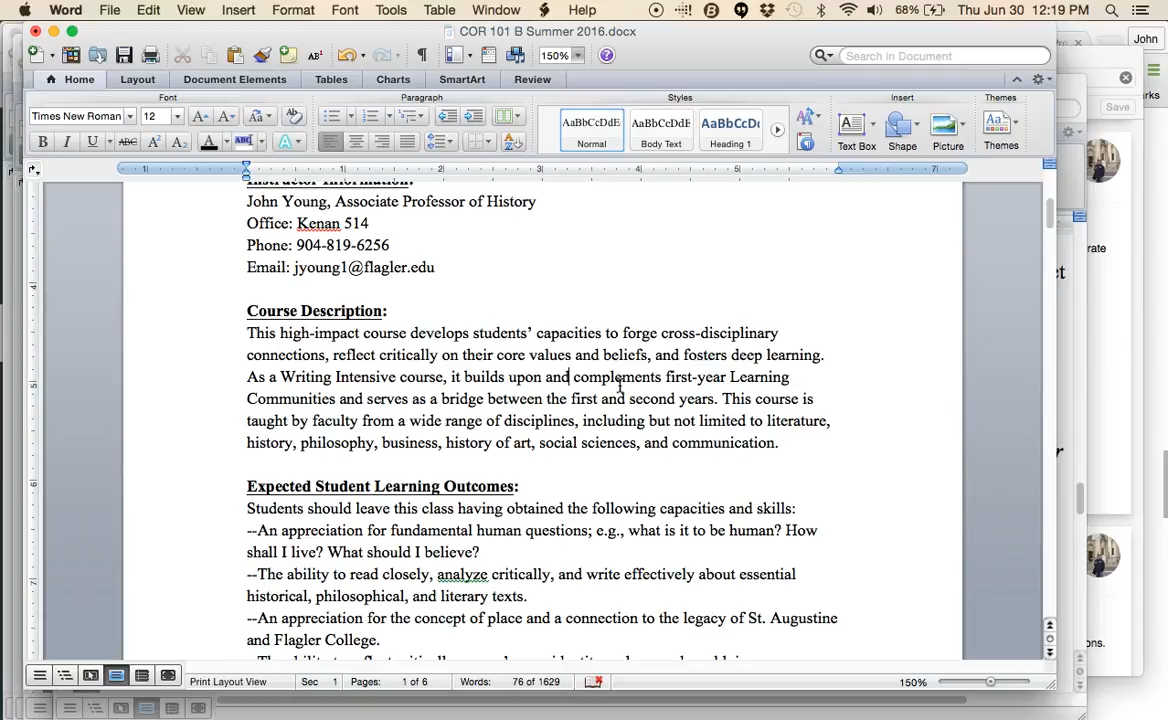 Word File Edit View Insert Format Font Tools Table Window Help 68% Thu Jun 30 12:19 PM
COR 101 B Summer 2016.docx
John
150% Search in Document
Home Layout Document Elements Tables Charts SmartArt Review
Font Paragraph Styles Insert Themes
Save
Times New Roman 12 Aa
AaBbCcDdE AaBbCcDdE AaBbCcDc
Normal Body Text Heading 1 Text Box Shape Picture Themes
B I U ABC A² A₂ A ABC A
Instructor Information:
John Young, Associate Professor of History
Office: Kenan 514
Phone: 904-819-6256
Email: jyoung1@flagler.edu
Course Description:
This high-impact course develops students’ capacities to forge cross-disciplinary
connections, reflect critically on their core values and beliefs, and fosters deep learning.
As a Writing Intensive course, it builds upon and complements first-year Learning
Communities and serves as a bridge between the first and second years. This course is
taught by faculty from a wide range of disciplines, including but not limited to literature,
history, philosophy, business, history of art, social sciences, and communication.
Expected Student Learning Outcomes:
Students should leave this class having obtained the following capacities and skills:
--An appreciation for fundamental human questions; e.g., what is it to be human? How
shall I live? What should I believe?
--The ability to read closely, analyze critically, and write effectively about essential
historical, philosophical, and literary texts.
--An appreciation for the concept of place and a connection to the legacy of St. Augustine
and Flagler College.
Print Layout View Sec 1 Pages: 1 of 6 Words: 76 of 1629 150%